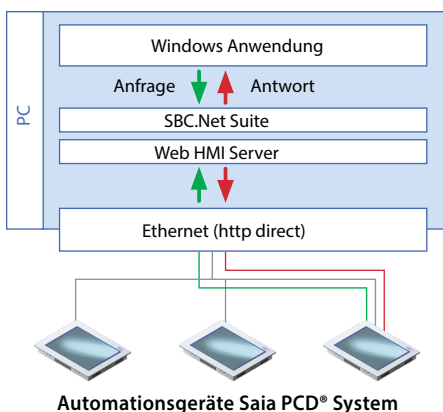 Windows Anwendung
Anfrage Antwort
PC
SBC.Net Suite
Web HMI Server
Ethernet (http direct)
Automationsgeräte Saia PCD® System